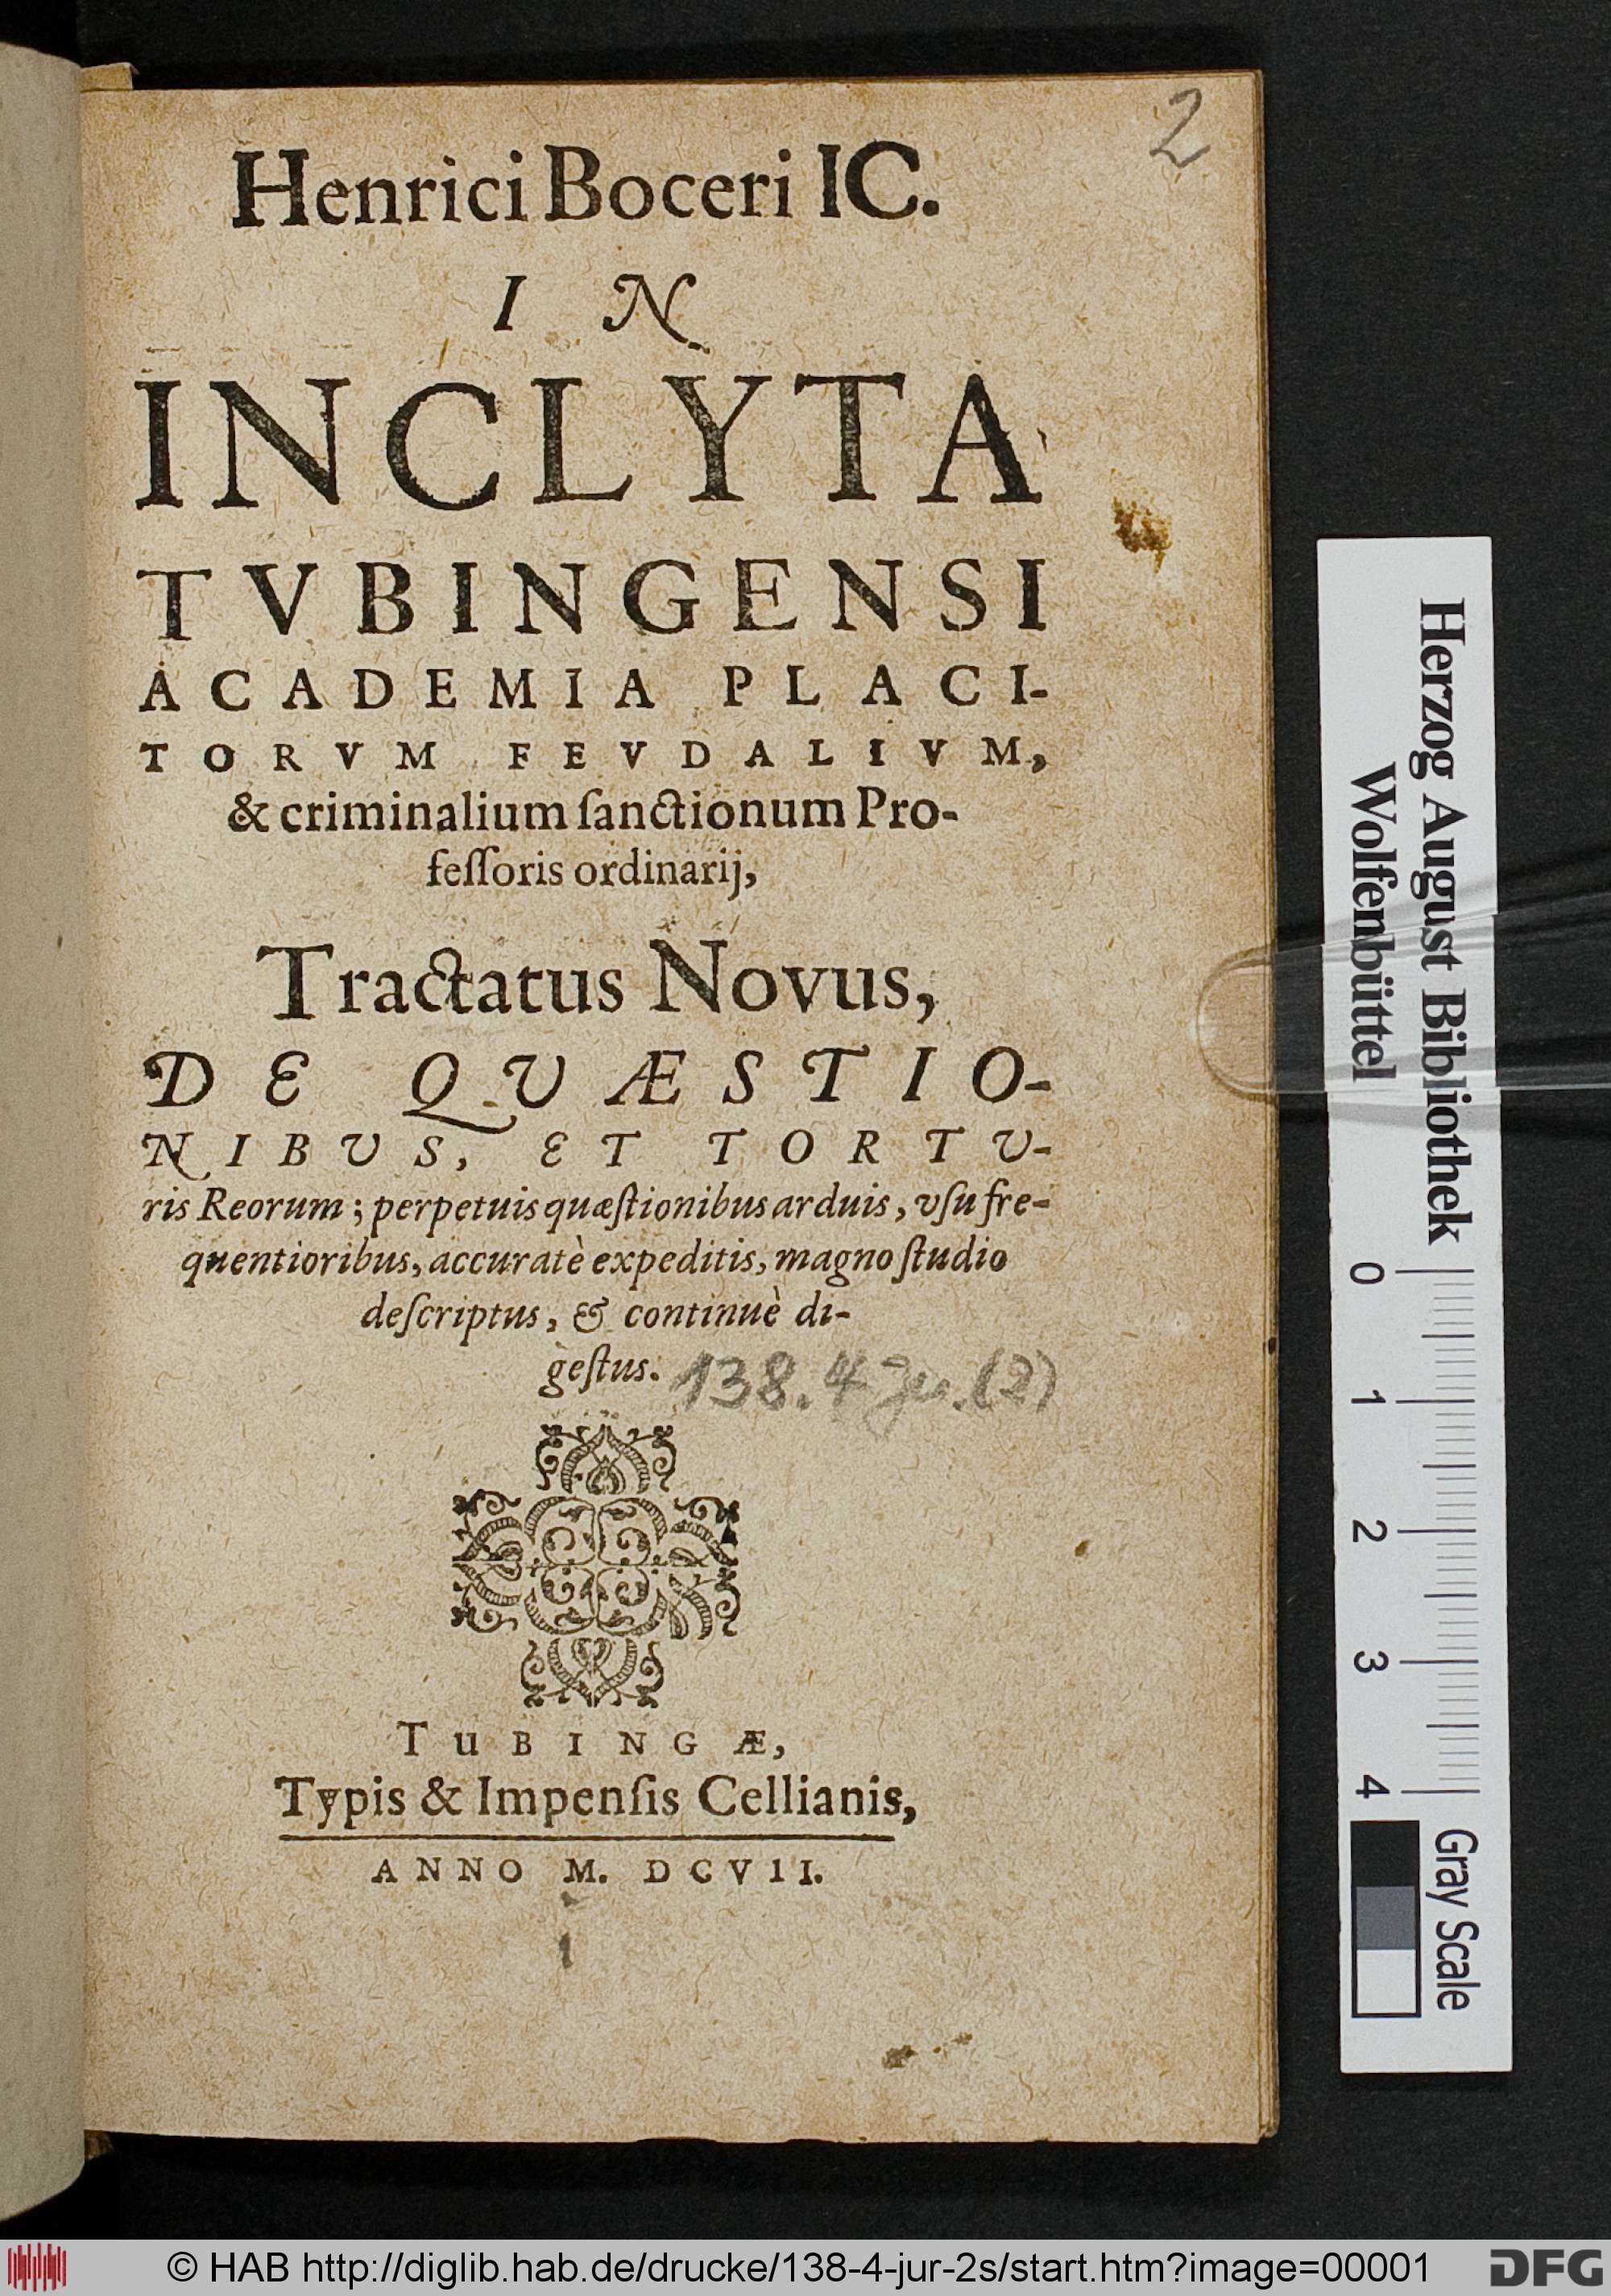 2
Henrici Boceri IC.
IN
INCLYTA
TVBINGENSI
ACADEMIA PLACI-
TORVM FEVDALIVM,
& criminalium ſanctionum Pro-
feſſoris ordinarij,
Tractatus Novus,
DE QVÆSTIO-
NIBVS, ET TORTV-
ris Reorum; perpetuis quæſtionibus arduis, vſu fre-
quentioribus, accuratè expeditis, magno ſtudio
deſcriptus, & continuè di-
geſtus.
138.4 Ju. (2)
TuBINGÆ,
Typis & Impenſis Cellianis,
ANNO M. DCVII.
Herzog August Bibliothek
Wolfenbüttel
0
1
2
3
4
Gray Scale
© HAB http://diglib.hab.de/drucke/138-4-jur-2s/start.htm?image=00001
DFG